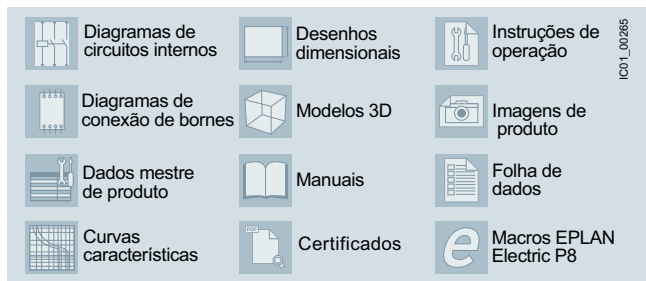 Diagramas de
circuitos internos
Desenhos
dimensionais
Instruções de
operação
IC01_00265
Diagramas de
conexão de bornes
Modelos 3D
Imagens de
produto
Dados mestre
de produto
Manuais
Folha de
dados
Curvas
características
PDF
Certificados
e
Macros EPLAN
Electric P8